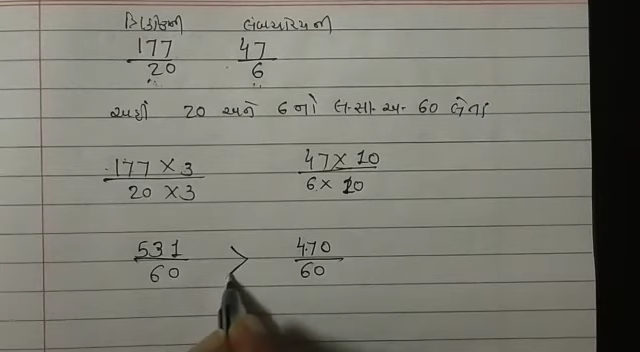 ત્રિકોણની લંબચોરસની
177/20 47/6
અહીં 20 અને 6 નો લ.સા.અ. 60 લેતા
177 × 3 / 20 × 3 47 × 10 / 6 × 10
531/60 > 470/60